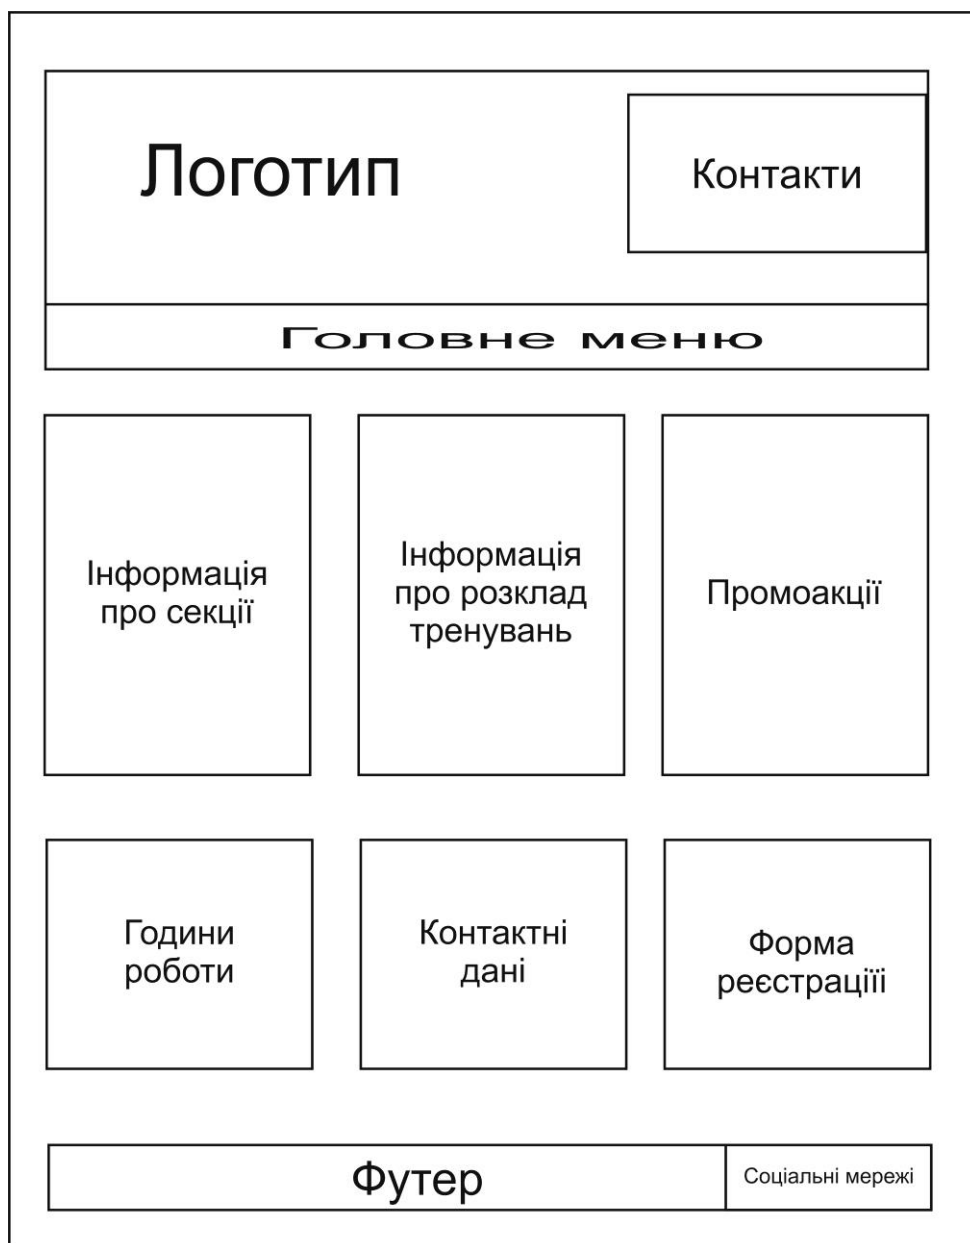 Логотип
Контакти
Головне меню
Інформація
про секції
Інформація
про розклад
тренувань
Промоакції
Години
роботи
Контактні
дані
Форма
реєстраціїі
Футер
Соціальні мережі